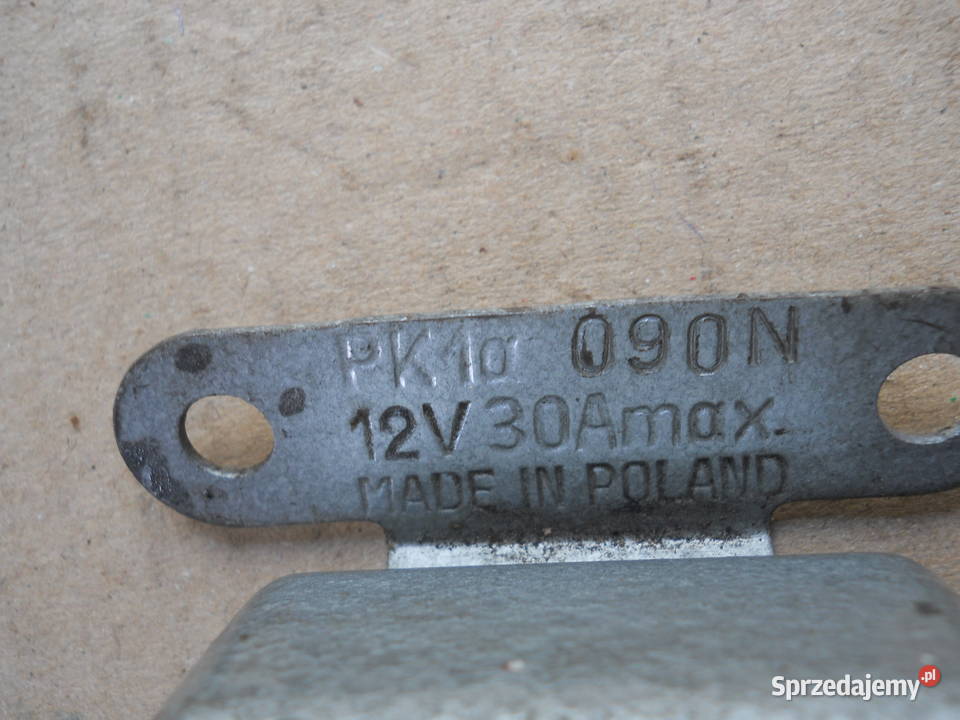 PK1a 090N
12V 30Amax.
MADE IN POLAND
Sprzedajemy.pl